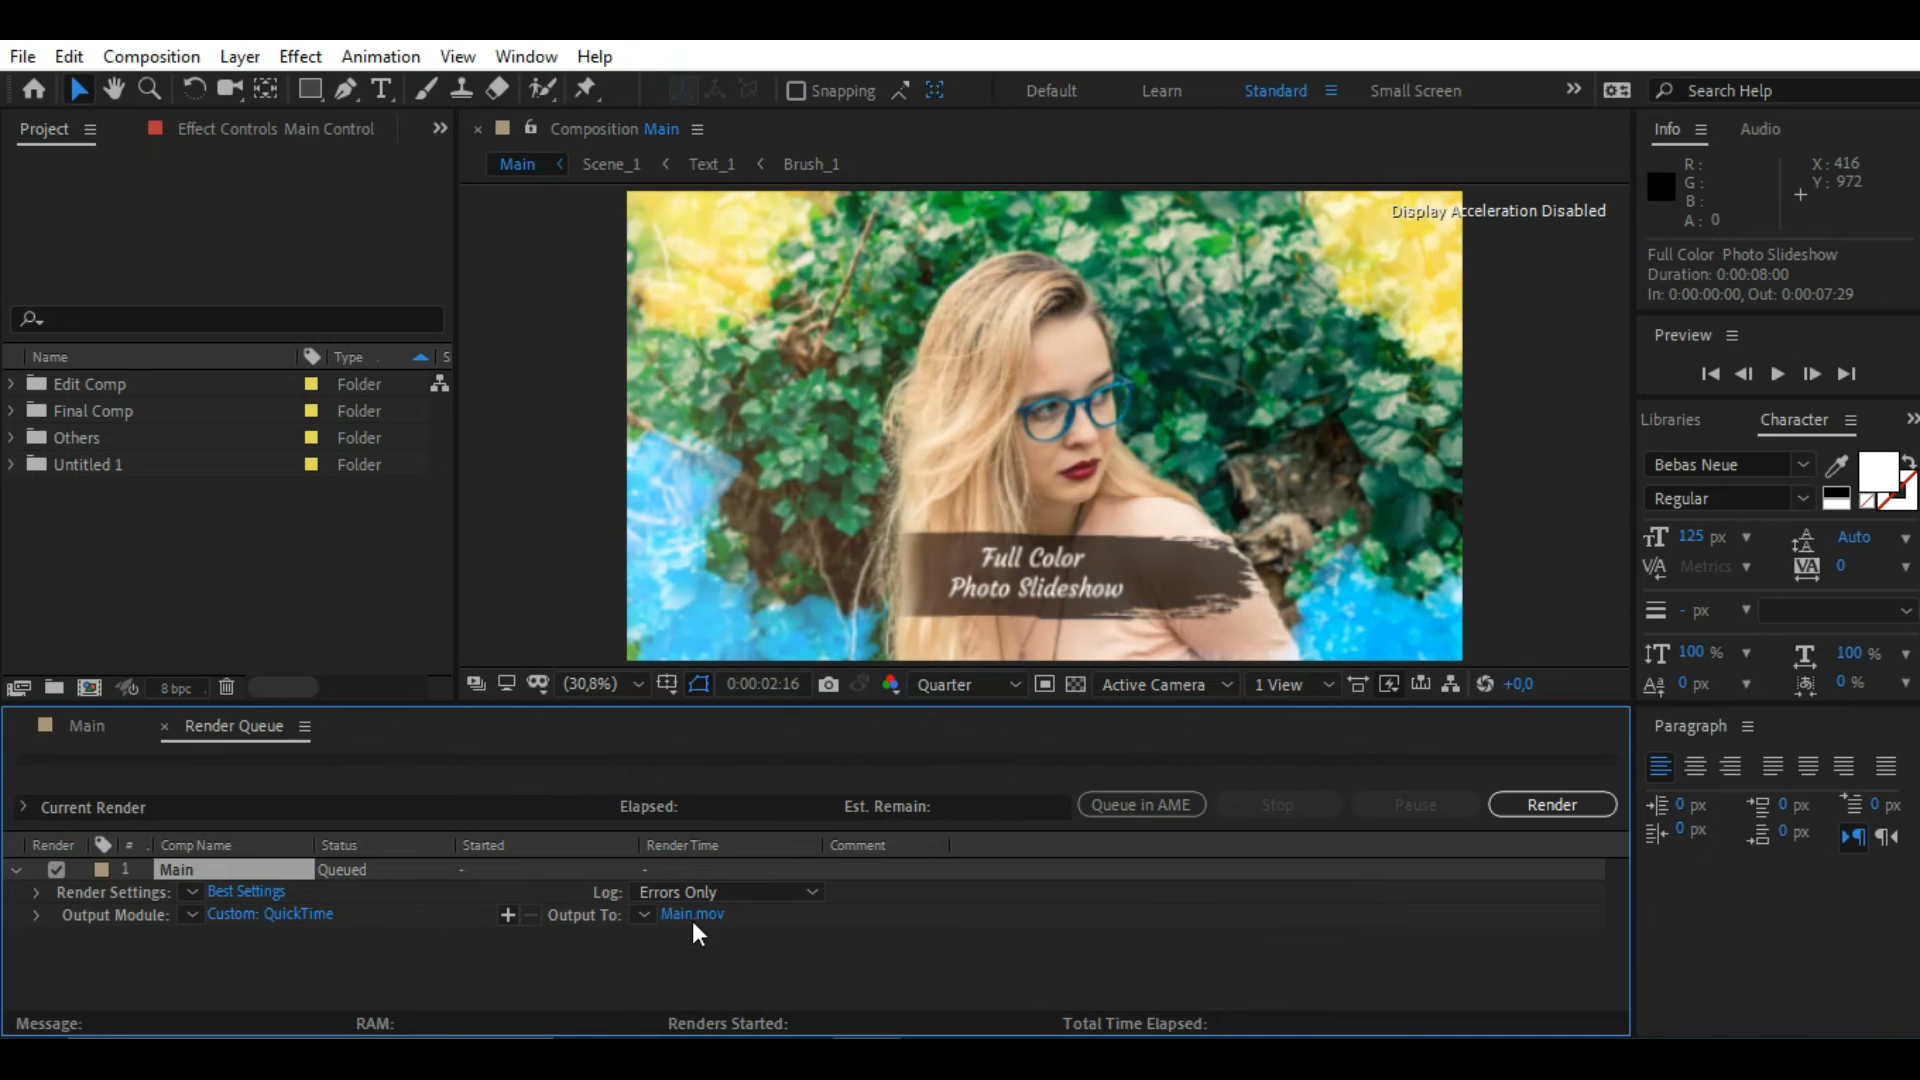 File Edit Composition Layer Effect Animation View Window Help
Snapping Default Learn Standard Small Screen Search Help
Project Effect Controls Main Control
Composition Main
Main Scene_1 Text_1 Brush_1
Display Acceleration Disabled
Full Color
Photo Slideshow
Name Type S
Edit Comp Folder
Final Comp Folder
Others Folder
Untitled 1 Folder
8 bpc
(30,8%) 0:00:02:16 Quarter Active Camera 1 View +0,0
Info Audio
R: X: 416
G: Y: 972
B:
A: 0
Full Color Photo Slideshow
Duration: 0:00:08:00
In: 0:00:00:00, Out: 0:00:07:29
Preview
Libraries Character
Bebas Neue
Regular
125 px Auto
Metrics 0
- px
100 % 100 %
0 px 0 %
Paragraph
0 px 0 px 0 px
0 px 0 px
Main Render Queue
Current Render Elapsed: Est. Remain: Queue in AME Stop Pause Render
Render # Comp Name Status Started Render Time Comment
1 Main Queued - -
Render Settings: Best Settings Log: Errors Only
Output Module: Custom: QuickTime Output To: Main.mov
Message: RAM: Renders Started: Total Time Elapsed: